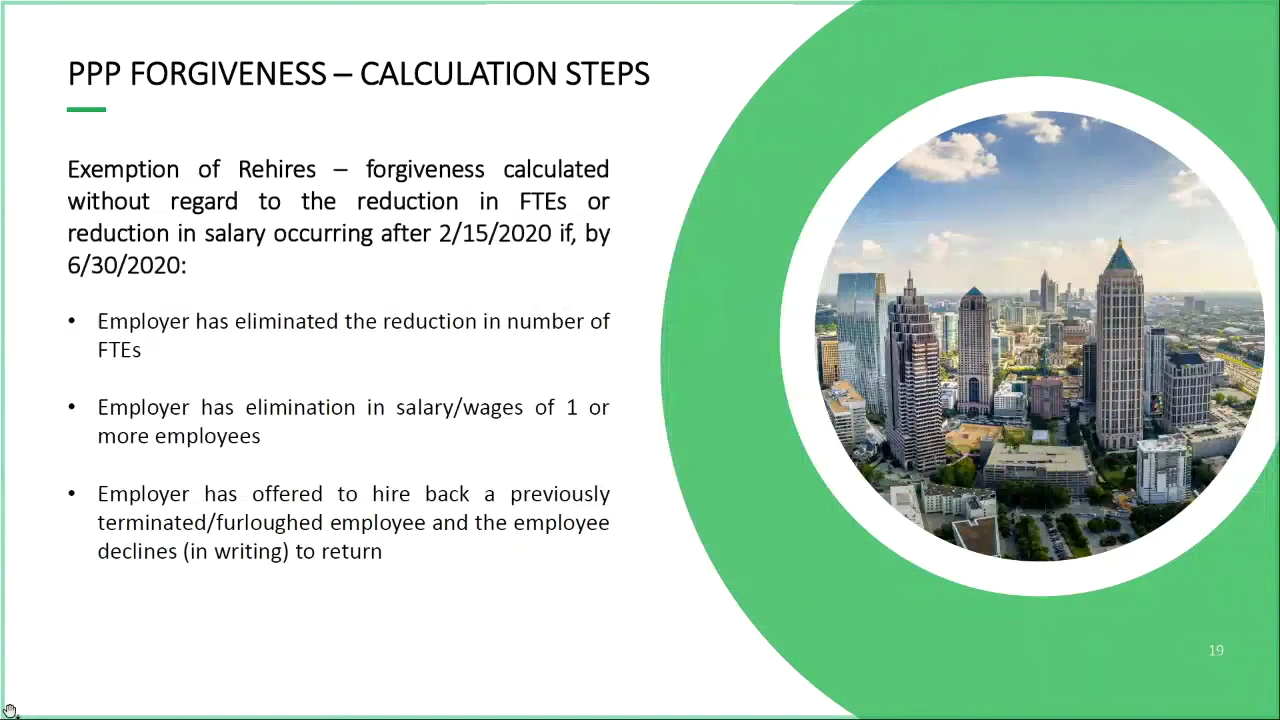 PPP FORGIVENESS – CALCULATION STEPS
Exemption of Rehires – forgiveness calculated
without regard to the reduction in FTEs or
reduction in salary occurring after 2/15/2020 if, by
6/30/2020:
• Employer has eliminated the reduction in number of
FTEs
• Employer has elimination in salary/wages of 1 or
more employees
• Employer has offered to hire back a previously
terminated/furloughed employee and the employee
declines (in writing) to return
19